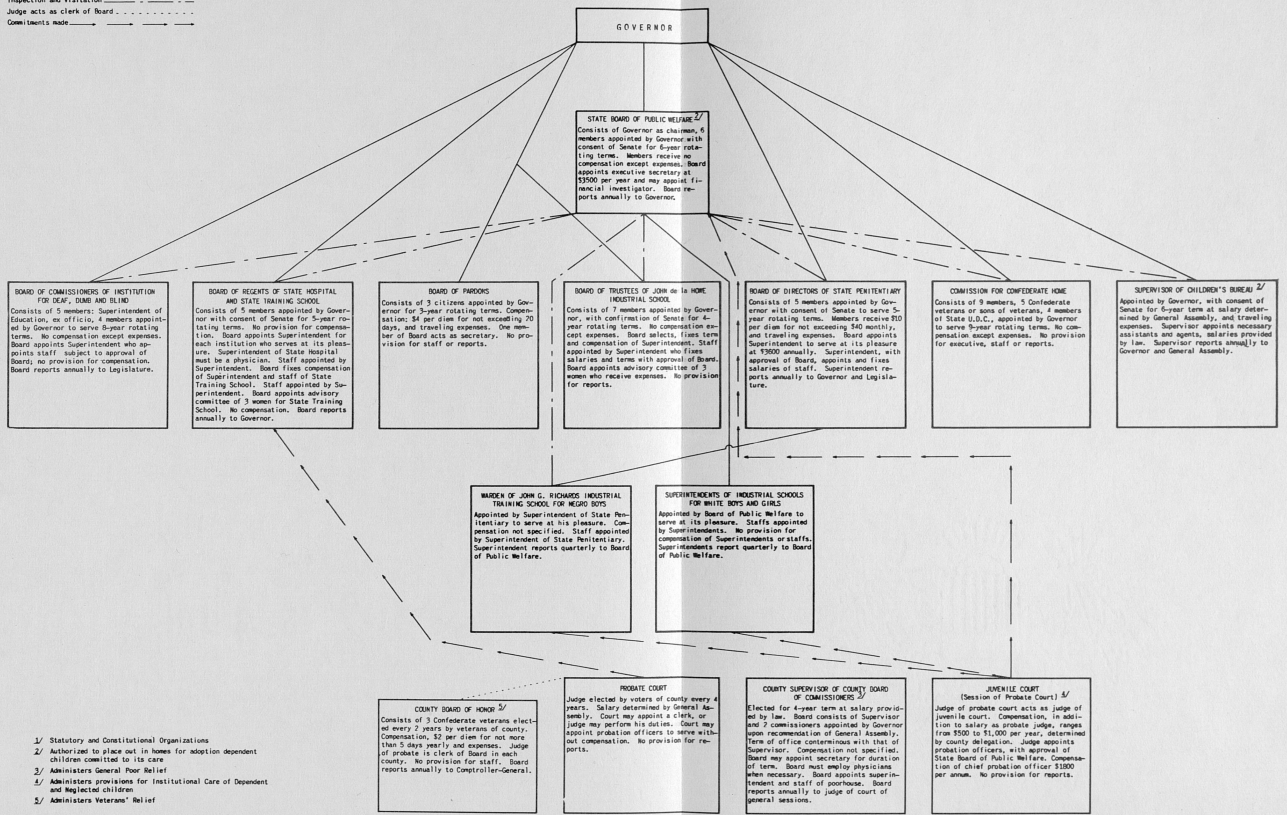 Inspection and Visitation
Judge acts as clerk of Board
Commitments made
GOVERNOR
STATE BOARD OF PUBLIC WELFARE 2/
Consists of Governor as chairman, 6
members appointed by Governor with
consent of Senate for 6-year rota-
ting terms. Members receive no
compensation except expenses. Board
appoints executive secretary at
$3500 per year and may appoint fi-
nancial investigator. Board re-
ports annually to Governor.
BOARD OF COMMISSIONERS OF INSTITUTION
FOR DEAF, DUMB AND BLIND
Consists of 5 members: Superintendent of
Education, ex officio, 4 members appoint-
ed by Governor to serve 8-year rotating
terms. No compensation except expenses.
Board appoints Superintendent who ap-
points staff subject to approval of
Board; no provision for compensation.
Board reports annually to Legislature.
BOARD OF REGENTS OF STATE HOSPITAL
AND STATE TRAINING SCHOOL
Consists of 5 members appointed by Gover-
nor with consent of Senate for 5-year ro-
tating terms. No provision for compensa-
tion. Board appoints Superintendent for
each institution who serves at its pleas-
ure. Superintendent of State Hospital
must be a physician. Staff appointed by
Superintendent. Board fixes compensation
of Superintendent and staff of State
Training School. Staff appointed by Su-
perintendent. Board appoints advisory
committee of 3 women for State Training
School. No compensation. Board reports
annually to Governor.
BOARD OF PARDONS
Consists of 3 citizens appointed by Gov-
ernor for 3-year rotating terms. Compen-
sation; $4 per diem for not exceeding 20
days, and traveling expenses. One mem-
ber of Board acts as secretary. No pro-
vision for staff or reports.
BOARD OF TRUSTEES OF JOHN de la HOWE
INDUSTRIAL SCHOOL
Consists of 7 members appointed by Gover-
nor, with confirmation of Senate for 4-
year rotating terms. No compensation ex-
cept expenses. Board selects, fixes term
and compensation of Superintendent. Staff
appointed by Superintendent who fixes
salaries and terms with approval of Board.
Board appoints advisory committee of 3
women who receive expenses. No provision
for reports.
BOARD OF DIRECTORS OF STATE PENITENTIARY
Consists of 5 members appointed by Gov-
ernor with consent of Senate to serve 5-
year rotating terms. Members receive $10
per diem for not exceeding $40 monthly,
and traveling expenses. Board appoints
Superintendent to serve at its pleasure
at $3600 annually. Superintendent, with
approval of Board, appoints and fixes
salaries of staff. Superintendent re-
ports annually to Governor and Legisla-
ture.
COMMISSION FOR CONFEDERATE HOME
Consists of 9 members, 5 Confederate
veterans or sons of veterans, 4 members
of State U.D.C., appointed by Governor
to serve 9-year rotating terms. No com-
pensation except expenses. No provision
for executive, staff or reports.
SUPERVISOR OF CHILDREN'S BUREAU 2/
Appointed by Governor, with consent of
Senate for 6-year term at salary deter-
mined by General Assembly, and traveling
expenses. Supervisor appoints necessary
assistants and agents, salaries provided
by law. Supervisor reports annually to
Governor and General Assembly.
WARDEN OF JOHN G. RICHARDS INDUSTRIAL
TRAINING SCHOOL FOR NEGRO BOYS
Appointed by Superintendent of State Pen-
itentiary to serve at his pleasure. Com-
pensation not specified. Staff appointed
by Superintendent of State Penitentiary.
Superintendent reports quarterly to Board
of Public Welfare.
SUPERINTENDENTS OF INDUSTRIAL SCHOOLS
FOR WHITE BOYS AND GIRLS
Appointed by Board of Public Welfare to
serve at its pleasure. Staffs appointed
by Superintendents. No provision for
compensation of Superintendents or staffs.
Superintendents report quarterly to Board
of Public Welfare.
COUNTY BOARD OF HONOR 5/
Consists of 3 Confederate veterans elect-
ed every 2 years by veterans of county.
Compensation, $2 per diem for not more
than 5 days yearly and expenses. Judge
of probate is clerk of Board in each
county. No provision for staff. Board
reports annually to Comptroller-General.
PROBATE COURT
Judge elected by voters of county every 4
years. Salary determined by General As-
sembly. Court may appoint a clerk, or
judge may perform his duties. Court may
appoint probation officers to serve with-
out compensation. No provision for re-
ports.
COUNTY SUPERVISOR OF COUNTY BOARD
OF COMMISSIONERS 3/
Elected for 4-year term at salary provid-
ed by law. Board consists of Supervisor
and 2 commissioners appointed by Governor
upon recommendation of General Assembly.
Term of office conterminous with that of
Supervisor. Compensation not specified.
Board may appoint secretary for duration
of term. Board must employ physicians
when necessary. Board appoints superin-
tendent and staff of poorhouse. Board
reports annually to judge of court of
general sessions.
JUVENILE COURT
(Session of Probate Court) 4/
Judge of probate court acts as judge of
juvenile court. Compensation, in addi-
tion to salary as probate judge, ranges
from $500 to $1,000 per year, determined
by county delegation. Judge appoints
probation officers, with approval of
State Board of Public Welfare. Compensa-
tion of chief probation officer $1800
per annum. No provision for reports.
1/ Statutory and Constitutional Organizations
2/ Authorized to place out in homes for adoption dependent
children committed to its care
3/ Administers General Poor Relief
4/ Administers provisions for Institutional Care of Dependent
and Neglected children
5/ Administers Veterans' Relief